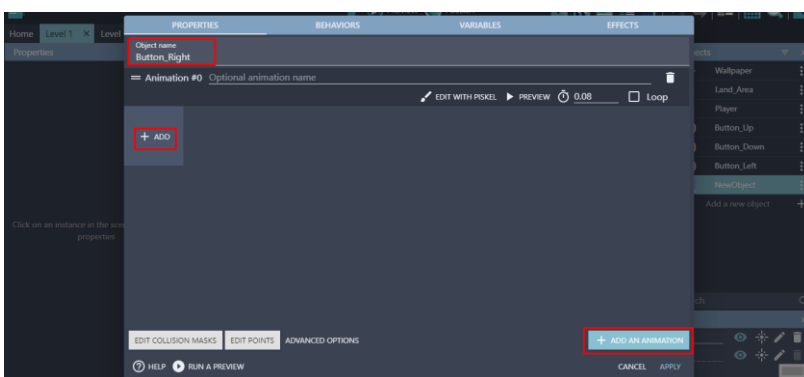 PROPERTIES BEHAVIORS VARIABLES EFFECTS
Home Level 1 × Level
Object name
Properties
Button_Right
Animation #0 Optional animation name
Wallpaper
EDIT WITH PISKEL PREVIEW 0.08 Loop
Land_Area
Player
+ ADD
Button_Up
Button_Down
Button_Left
NewObject
Add a new object +
Click on an instance in the
properties
EDIT COLLISION MASKS EDIT POINTS ADVANCED OPTIONS + ADD AN ANIMATION
? HELP RUN A PREVIEW CANCEL APPLY